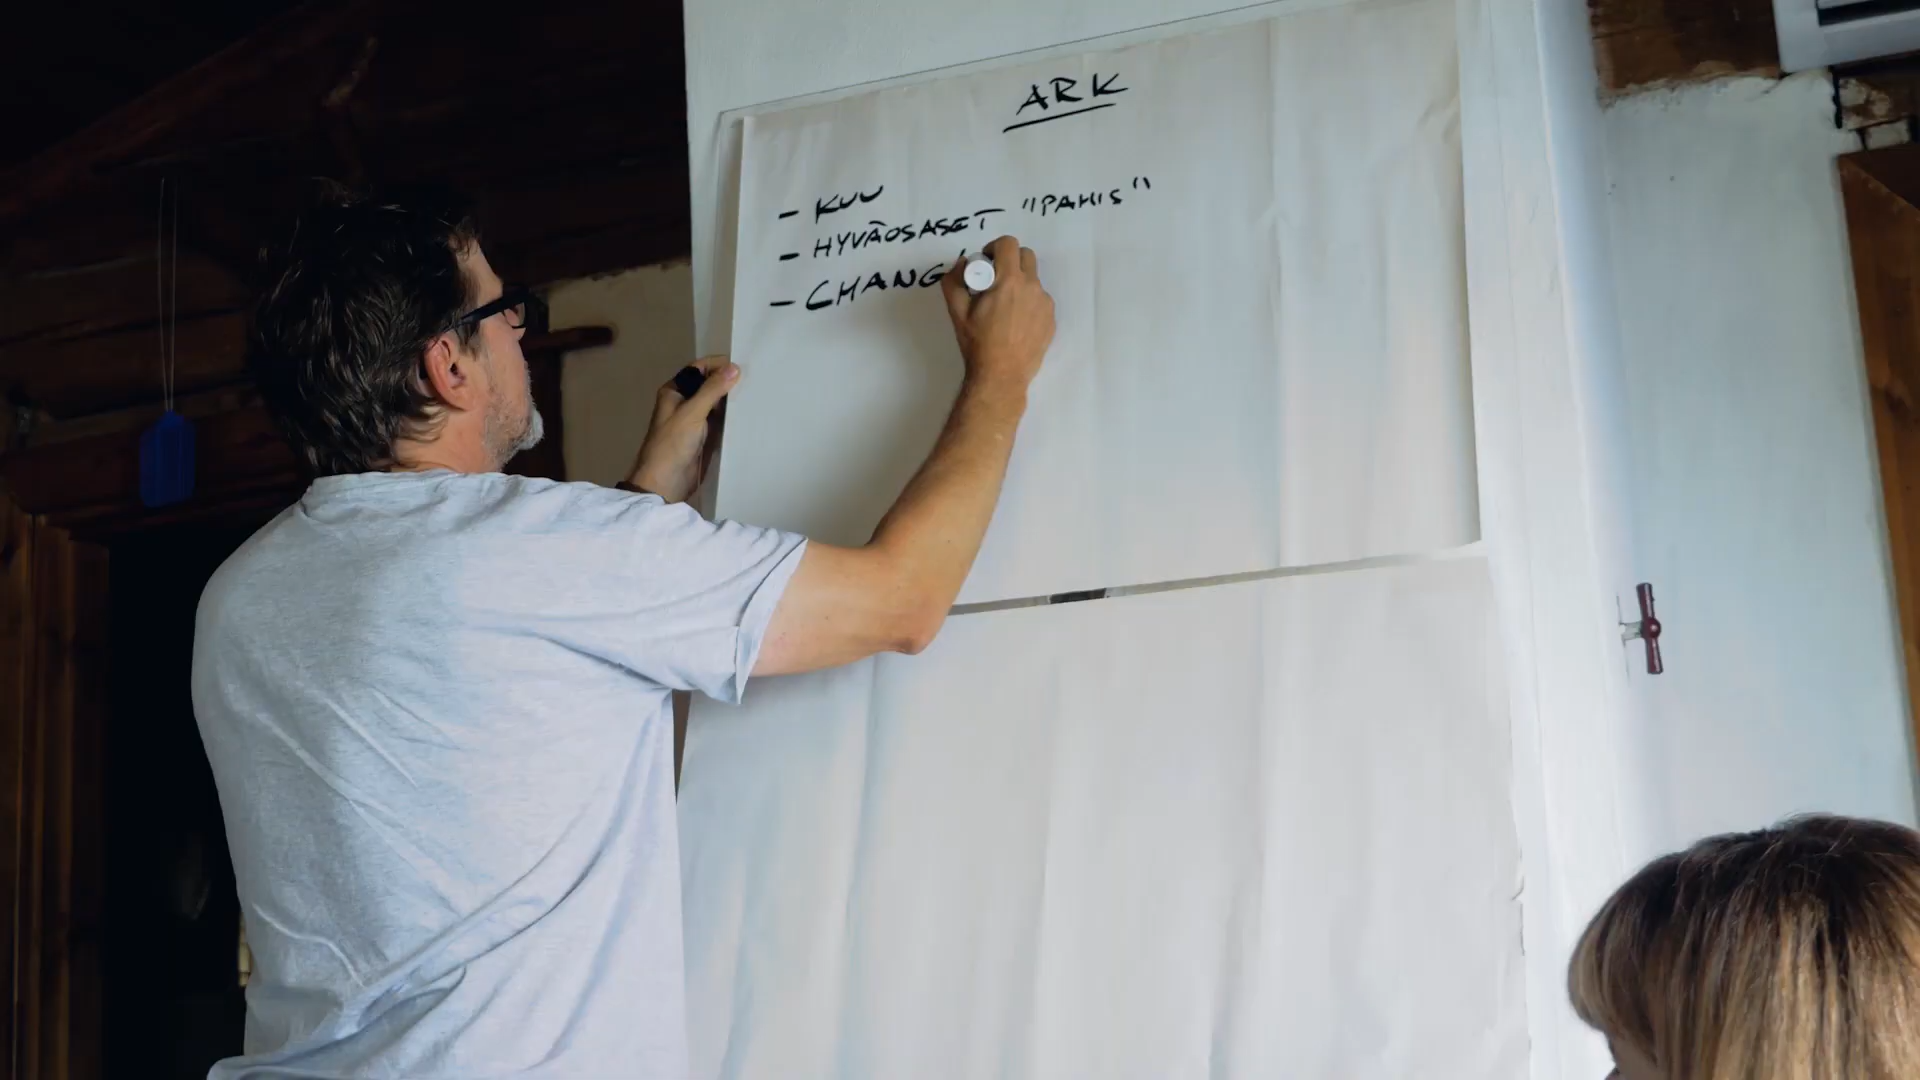 ARK
- KUU
- HYVÄOSASET "PAHIS"
- CHANG